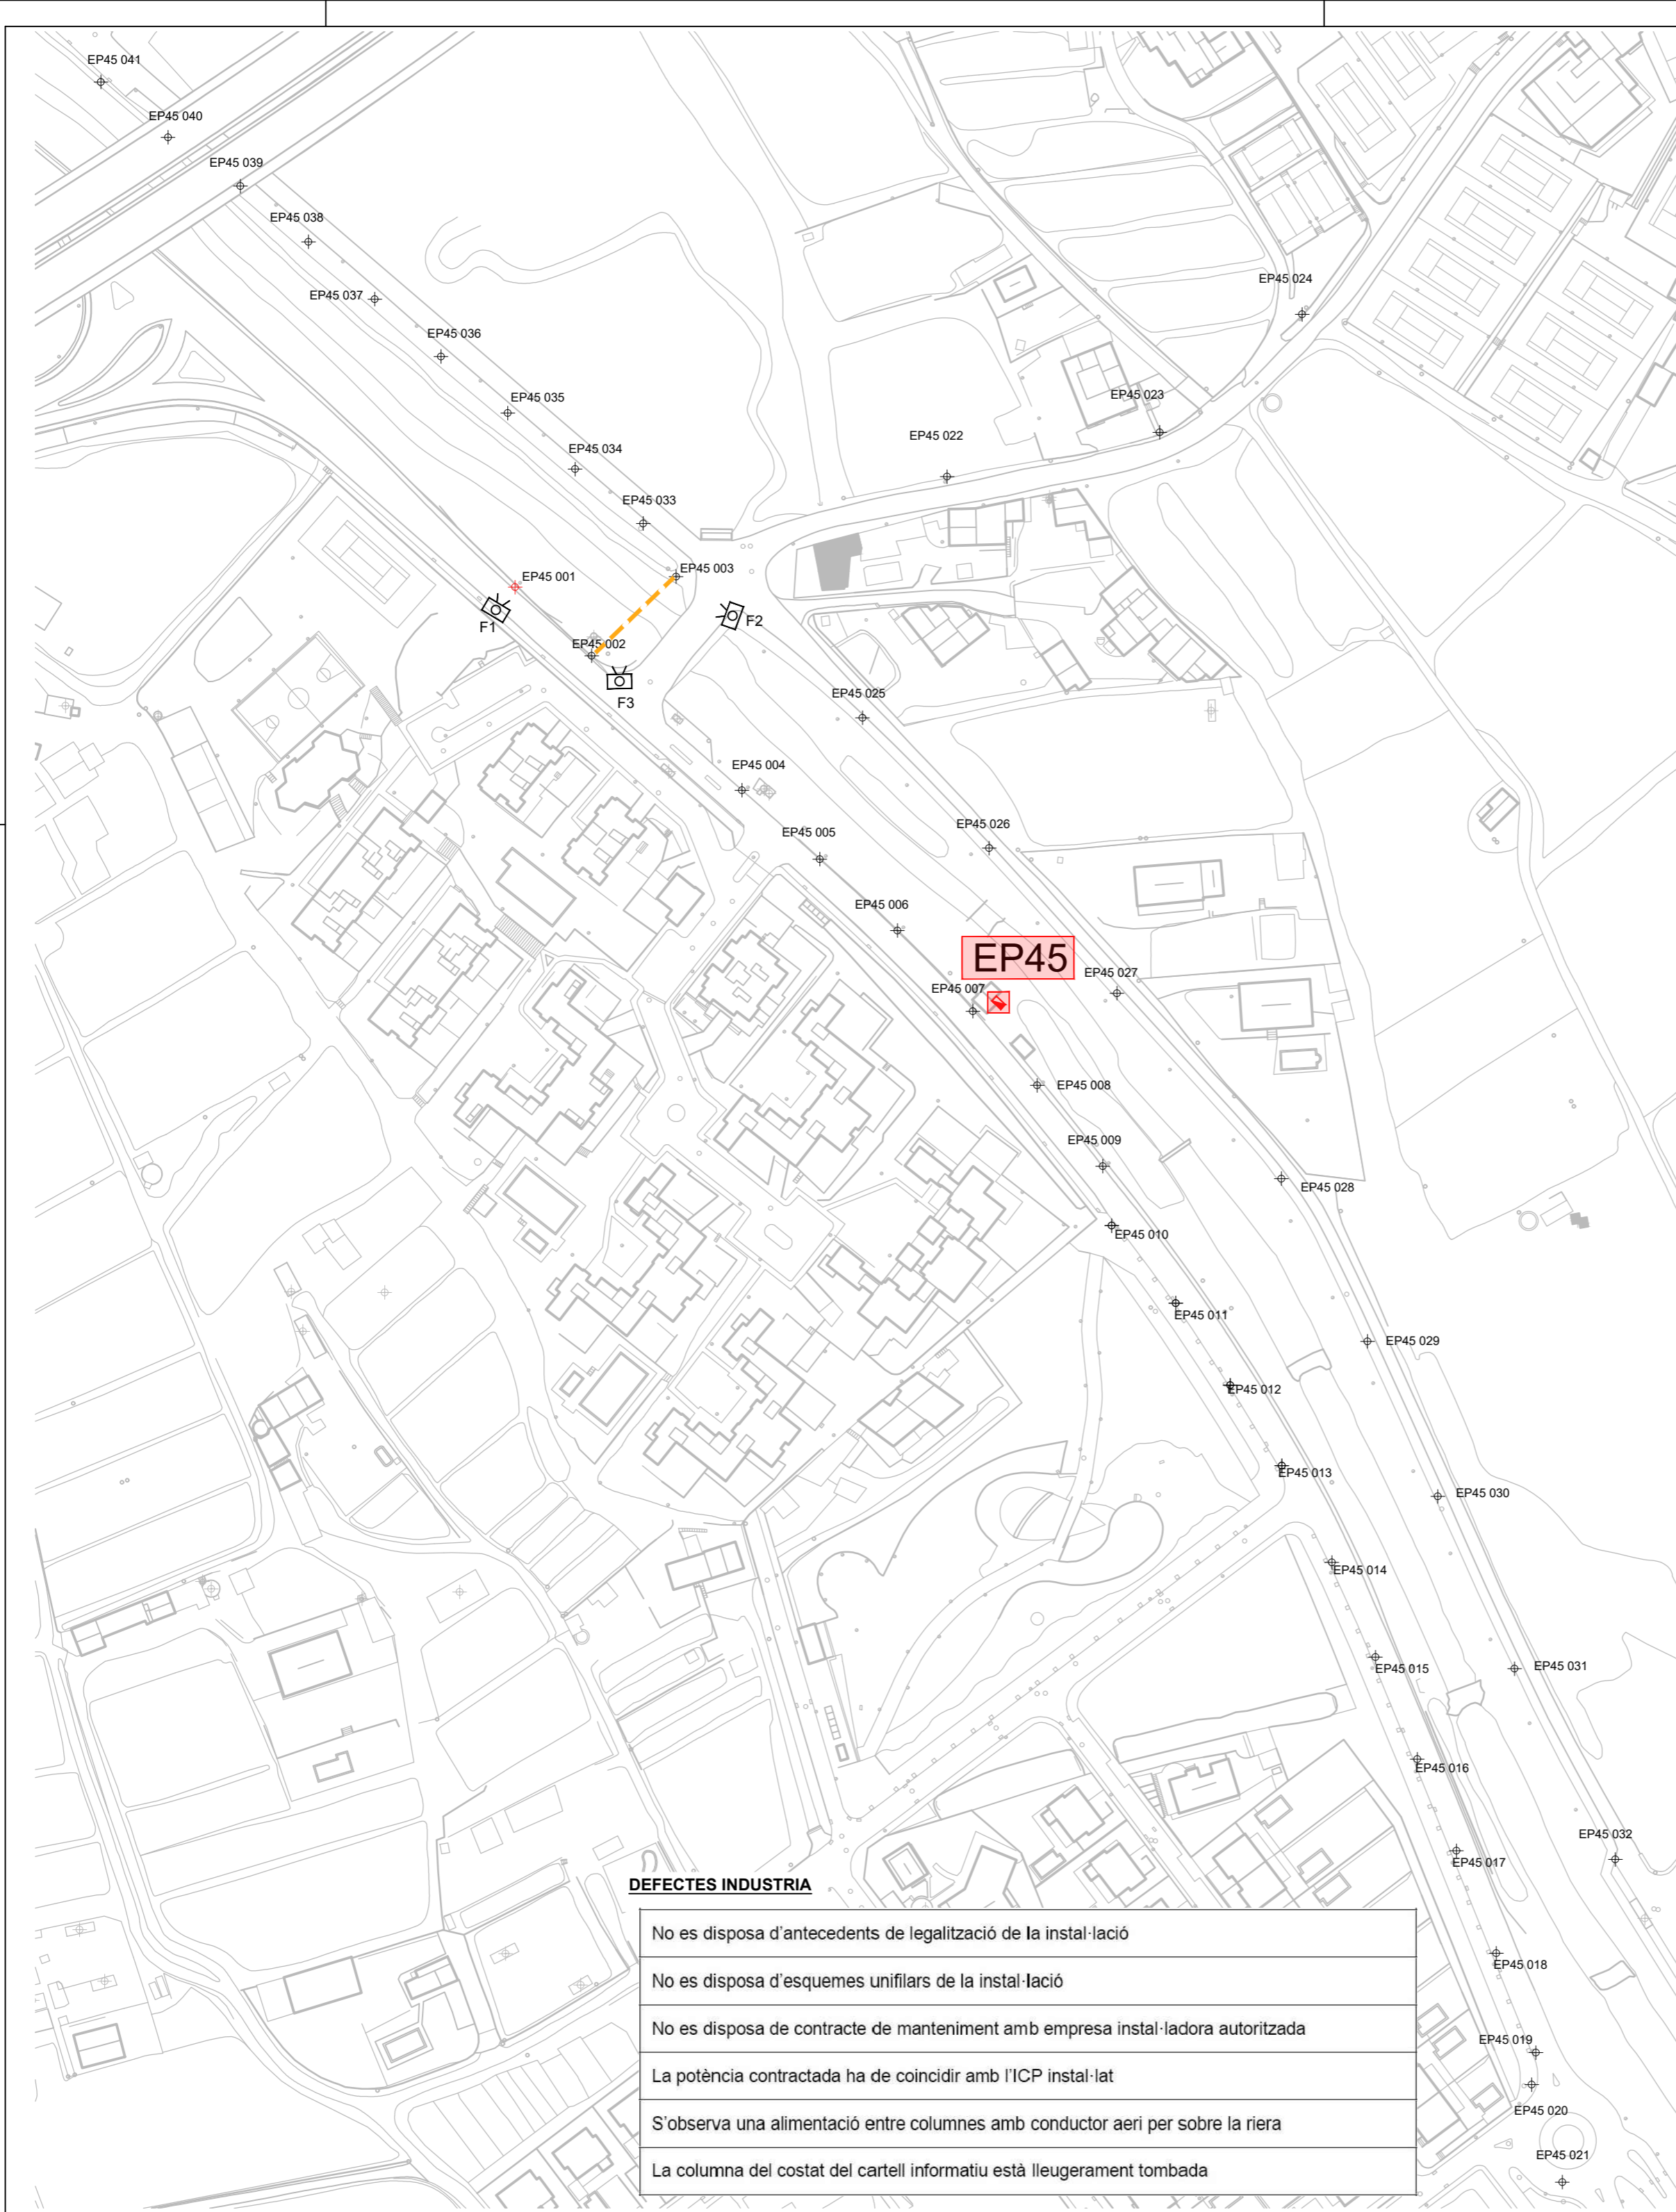 EP45 041
EP45 040
EP45 039
EP45 038
EP45 037
EP45 036
EP45 035
EP45 034
EP45 033
EP45 024
EP45 023
EP45 022
EP45 003
EP45 001
F1
F2
EP45 002
F3
EP45 025
EP45 004
EP45 005
EP45 026
EP45 006
EP45
EP45 027
EP45 007
EP45 008
EP45 009
EP45 028
EP45 010
EP45 011
EP45 029
EP45 012
EP45 013
EP45 030
EP45 014
EP45 015
EP45 031
EP45 016
EP45 032
EP45 017
EP45 018
EP45 019
EP45 020
EP45 021
DEFECTES INDUSTRIA
No es disposa d'antecedents de legalització de la instal·lació
No es disposa d'esquemes unifilars de la instal·lació
No es disposa de contracte de manteniment amb empresa instal·ladora autoritzada
La potència contractada ha de coincidir amb l'ICP instal·lat
S'observa una alimentació entre columnes amb conductor aeri per sobre la riera
La columna del costat del cartell informatiu està lleugerament tombada